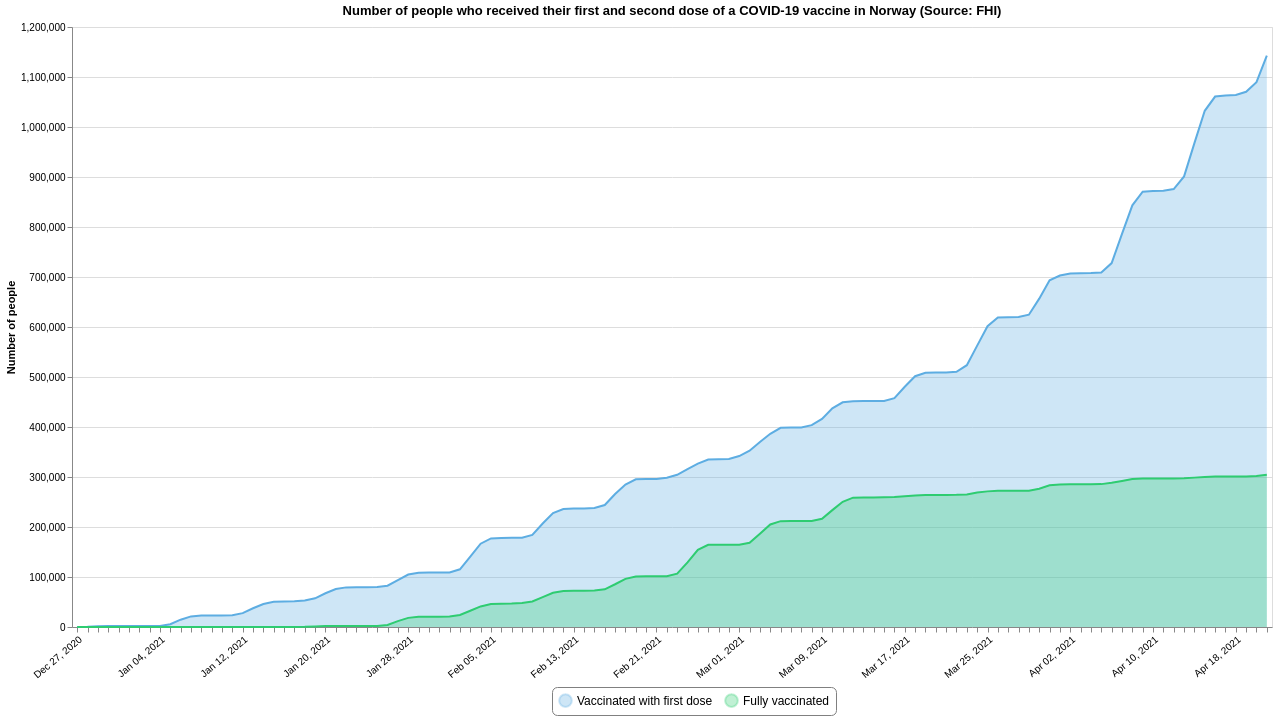 Number of people who received their first and second dose of a COVID-19 vaccine in Norway (Source: FHI)
Number of people
1,200,000
1,100,000
1,000,000
900,000
800,000
700,000
600,000
500,000
400,000
300,000
200,000
100,000
0
Dec 27, 2020
Jan 04, 2021
Jan 12, 2021
Jan 20, 2021
Jan 28, 2021
Feb 05, 2021
Feb 13, 2021
Feb 21, 2021
Mar 01, 2021
Mar 09, 2021
Mar 17, 2021
Mar 25, 2021
Apr 02, 2021
Apr 10, 2021
Apr 18, 2021
Vaccinated with first dose
Fully vaccinated